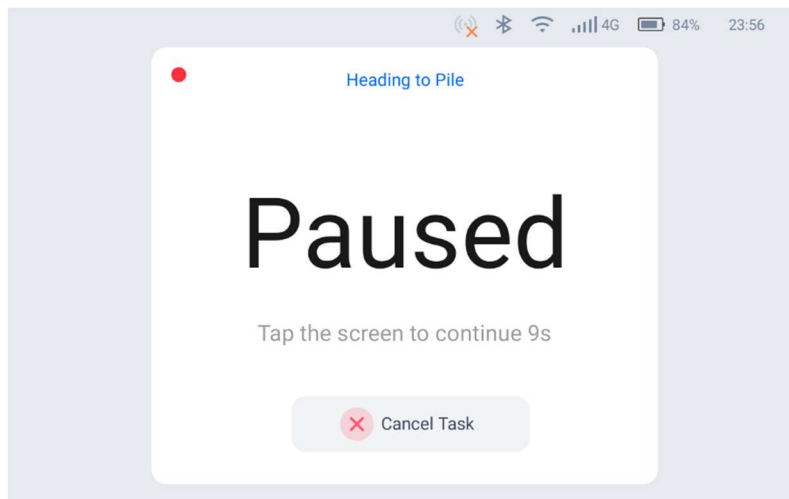 4G 84% 23:56
Heading to Pile
Paused
Tap the screen to continue 9s
Cancel Task